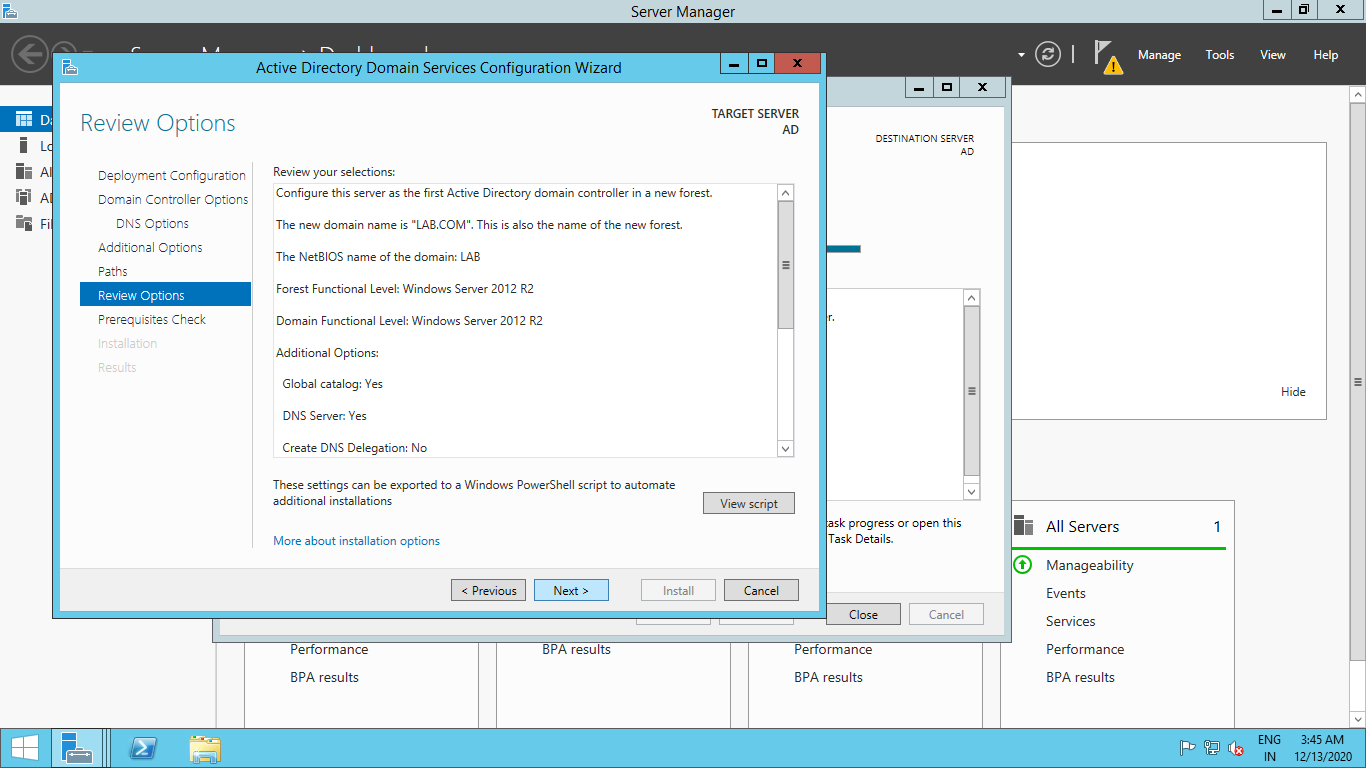 Server Manager
Manage
Tools
View
Help
Active Directory Domain Services Configuration Wizard
Review Options
TARGET SERVER
AD
Deployment Configuration
Domain Controller Options
DNS Options
Additional Options
Paths
Review Options
Prerequisites Check
Installation
Results
Review your selections:
Configure this server as the first Active Directory domain controller in a new forest.
The new domain name is "LAB.COM". This is also the name of the new forest.
The NetBIOS name of the domain: LAB
Forest Functional Level: Windows Server 2012 R2
Domain Functional Level: Windows Server 2012 R2
Additional Options:
Global catalog: Yes
DNS Server: Yes
Create DNS Delegation: No
These settings can be exported to a Windows PowerShell script to automate
additional installations
View script
More about installation options
< Previous
Next >
Install
Cancel
DESTINATION SERVER
AD
task progress or open this
Task Details.
Close
Cancel
Hide
All Servers
1
Manageability
Events
Services
Performance
BPA results
Performance
BPA results
BPA results
Performance
BPA results
ENG
IN
3:45 AM
12/13/2020